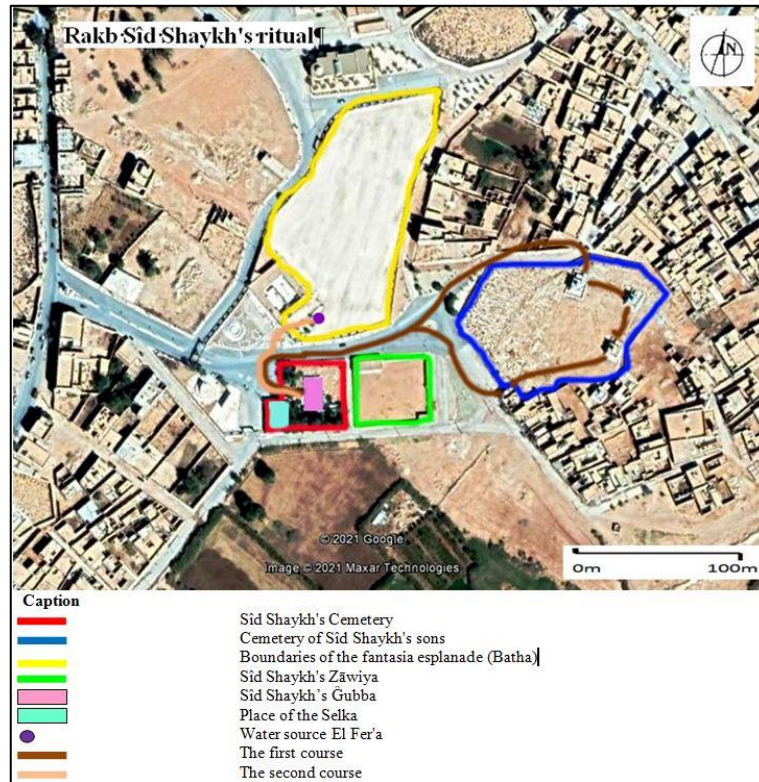 Rakb·Sîd·Shaykh's·ritual¶
N
© 2021 Google
Image © 2021 Maxar Technologies
0m 100m
Caption
Sîd Shaykh's Cemetery
Cemetery of Sîd Shaykh's sons
Boundaries of the fantasia esplanade (Batha)
Sîd Shaykh's Zāwiya
Sîd Shaykh's Ĝubba
Place of the Selka
Water source El Fer'a
The first course
The second course